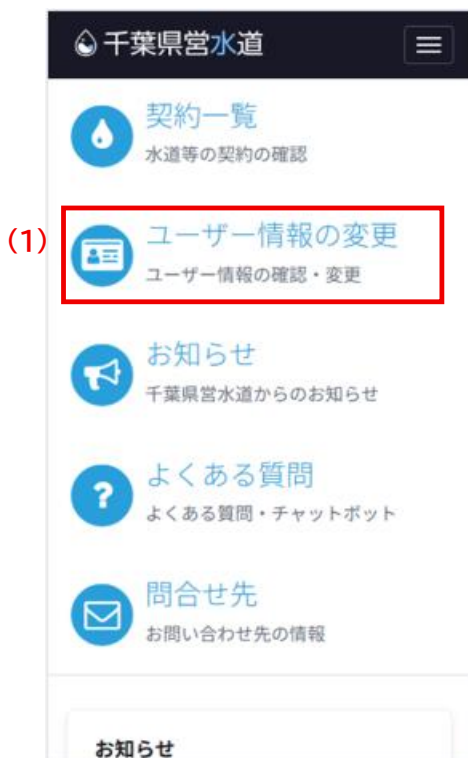 千葉県営水道
契約一覧
水道等の契約の確認
(1)
ユーザー情報の変更
ユーザー情報の確認・変更
お知らせ
千葉県営水道からのお知らせ
?
よくある質問
よくある質問・チャットボット
問合せ先
お問い合わせ先の情報
お知らせ